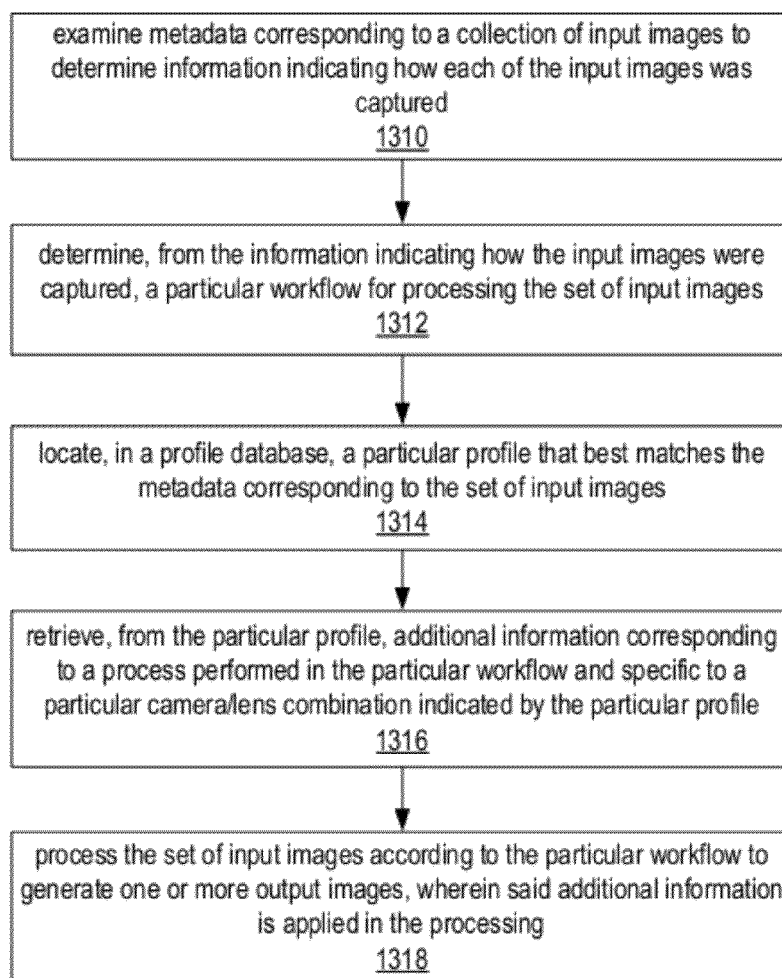 examine metadata corresponding to a collection of input images to
determine information indicating how each of the input images was
captured
1310
determine, from the information indicating how the input images were
captured, a particular workflow for processing the set of input images
1312
locate, in a profile database, a particular profile that best matches the
metadata corresponding to the set of input images
1314
retrieve, from the particular profile, additional information corresponding
to a process performed in the particular workflow and specific to a
particular camera/lens combination indicated by the particular profile
1316
process the set of input images according to the particular workflow to
generate one or more output images, wherein said additional information
is applied in the processing
1318